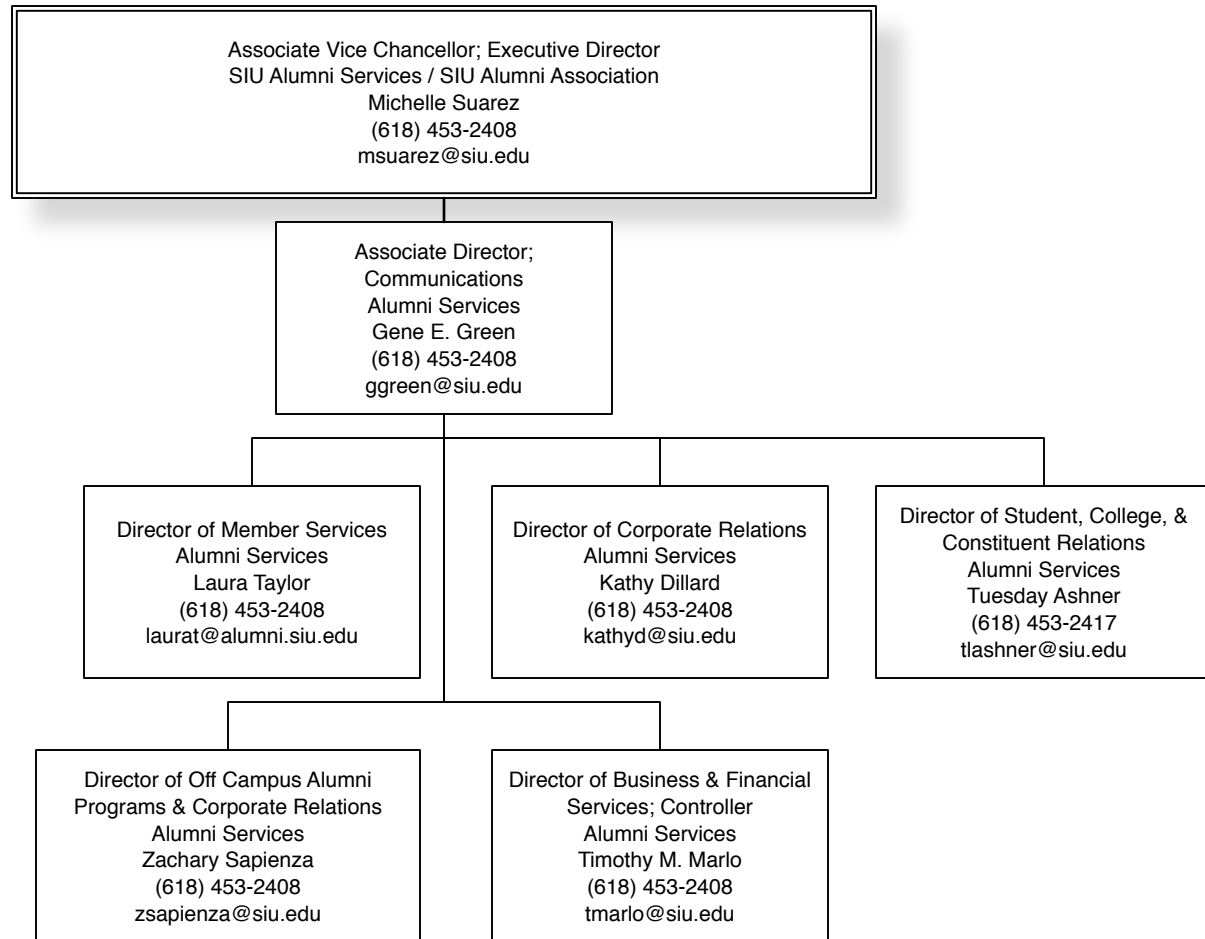 Associate Vice Chancellor; Executive Director
SIU Alumni Services / SIU Alumni Association
Michelle Suarez
(618) 453-2408
msuarez@siu.edu
Associate Director;
Communications
Alumni Services
Gene E. Green
(618) 453-2408
ggreen@siu.edu
Director of Member Services
Alumni Services
Laura Taylor
(618) 453-2408
laurat@alumni.siu.edu
Director of Corporate Relations
Alumni Services
Kathy Dillard
(618) 453-2408
kathyd@siu.edu
Director of Student, College, &
Constituent Relations
Alumni Services
Tuesday Ashner
(618) 453-2417
tlashner@siu.edu
Director of Off Campus Alumni
Programs & Corporate Relations
Alumni Services
Zachary Sapienza
(618) 453-2408
zsapienza@siu.edu
Director of Business & Financial
Services; Controller
Alumni Services
Timothy M. Marlo
(618) 453-2408
tmarlo@siu.edu